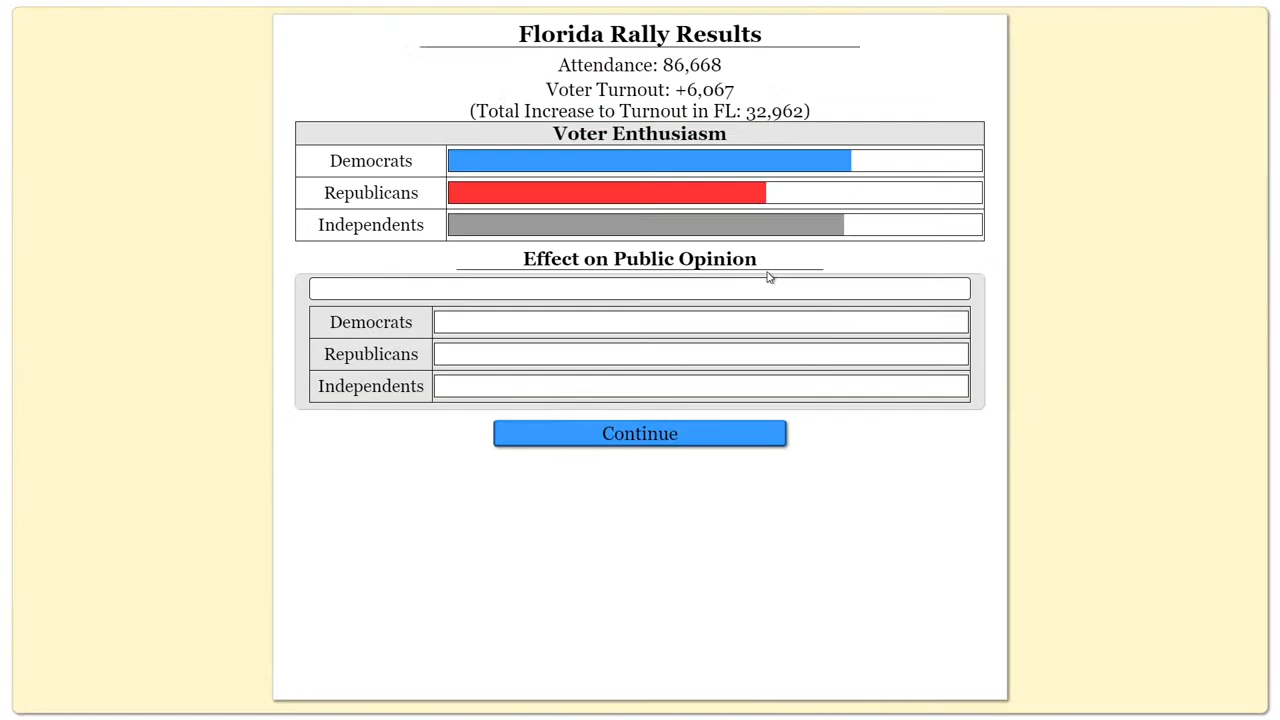 Florida Rally Results
Attendance: 86,668
Voter Turnout: +6,067
(Total Increase to Turnout in FL: 32,962)
Voter Enthusiasm
Democrats
Republicans
Independents
Effect on Public Opinion
Democrats
Republicans
Independents
Continue